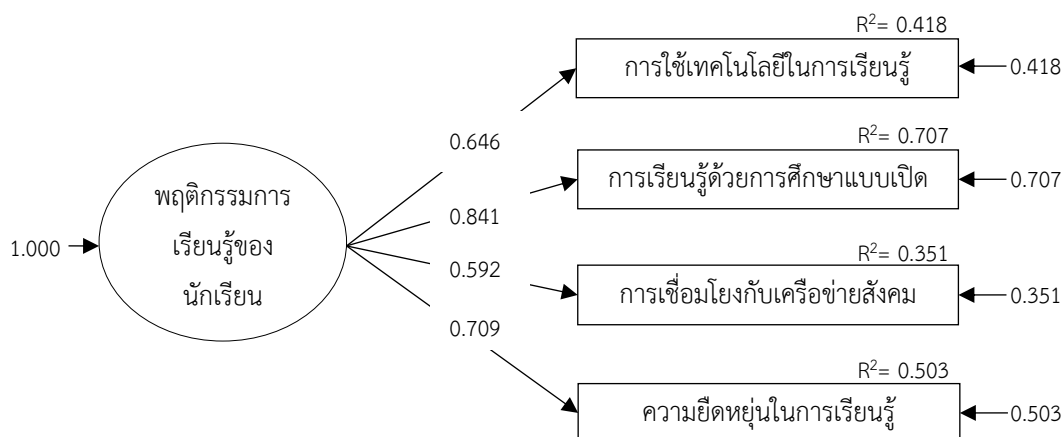 R²= 0.418
การใช้เทคโนโลยีในการเรียนรู้
0.418
0.646
R²= 0.707
การเรียนรู้ด้วยการศึกษาแบบเปิด
0.707
พฤติกรรมการ
เรียนรู้ของ
นักเรียน
1.000
0.841
R²= 0.351
การเชื่อมโยงกับเครือข่ายสังคม
0.351
0.592
0.709
R²= 0.503
ความยืดหยุ่นในการเรียนรู้
0.503